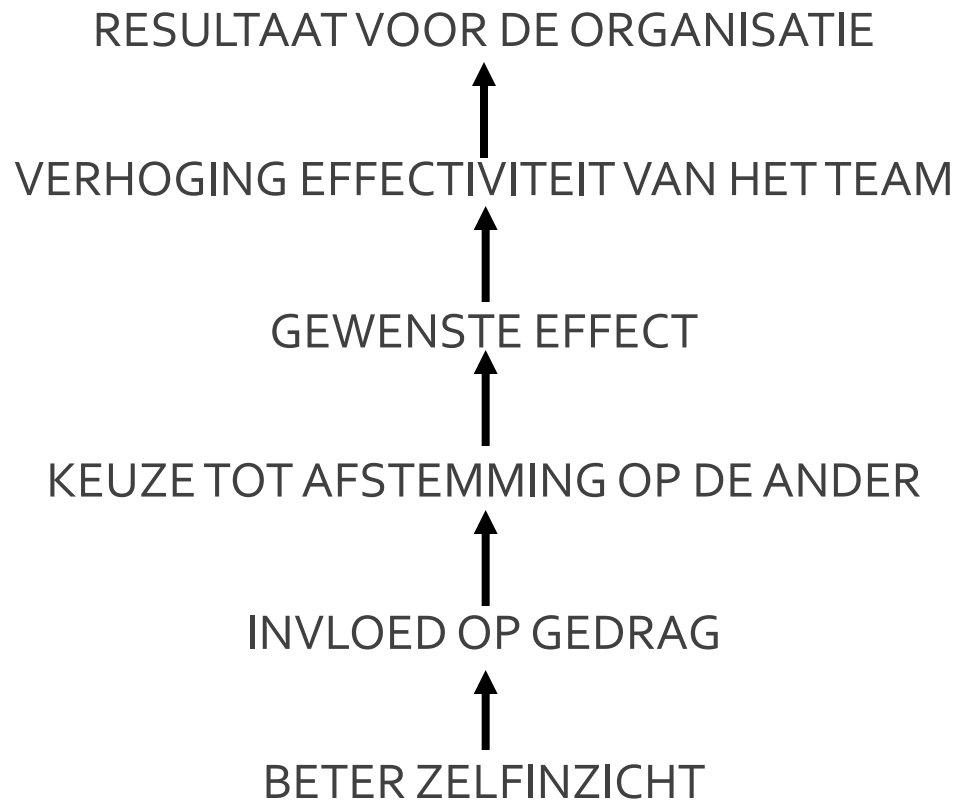 RESULTAAT VOOR DE ORGANISATIE
VERHOGING EFFECTIVITEIT VAN HET TEAM
GEWENSTE EFFECT
KEUZE TOT AFSTEMMING OP DE ANDER
INVLOED OP GEDRAG
BETER ZELFINZICHT